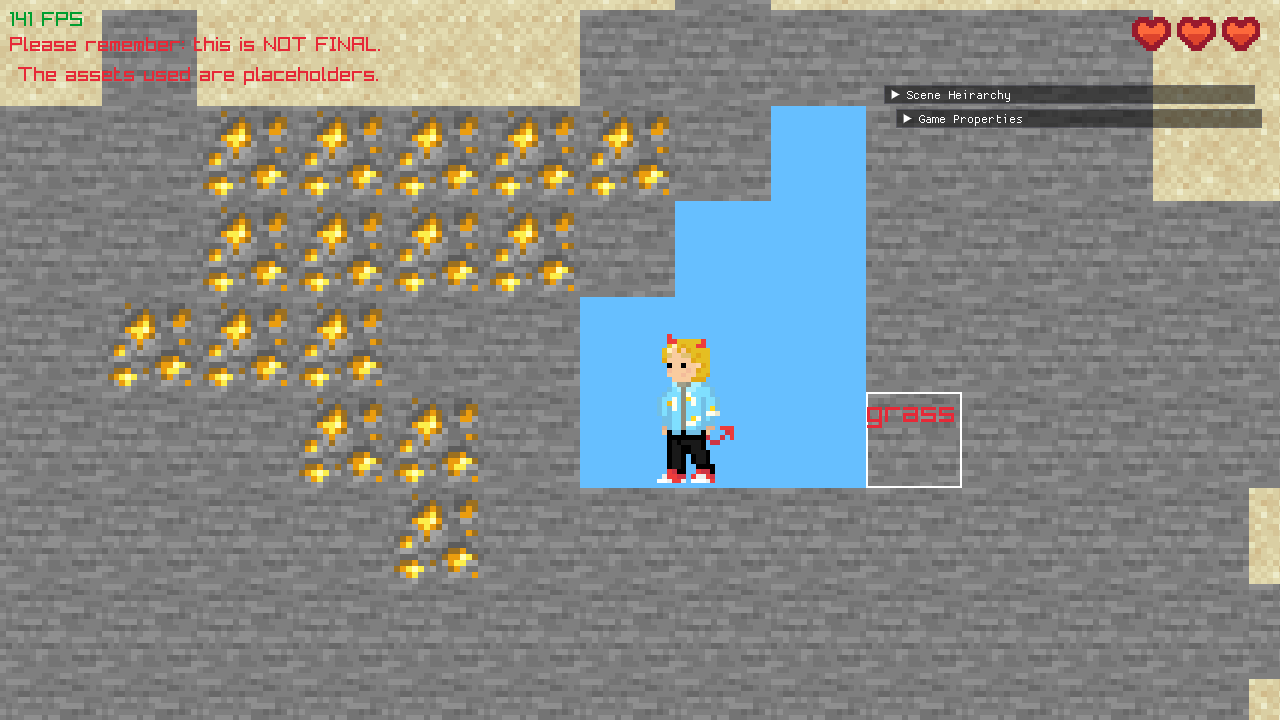 141 FPS
Please remember: this is NOT FINAL.
The assets used are placeholders.
Scene Heirarchy
Game Properties
grass